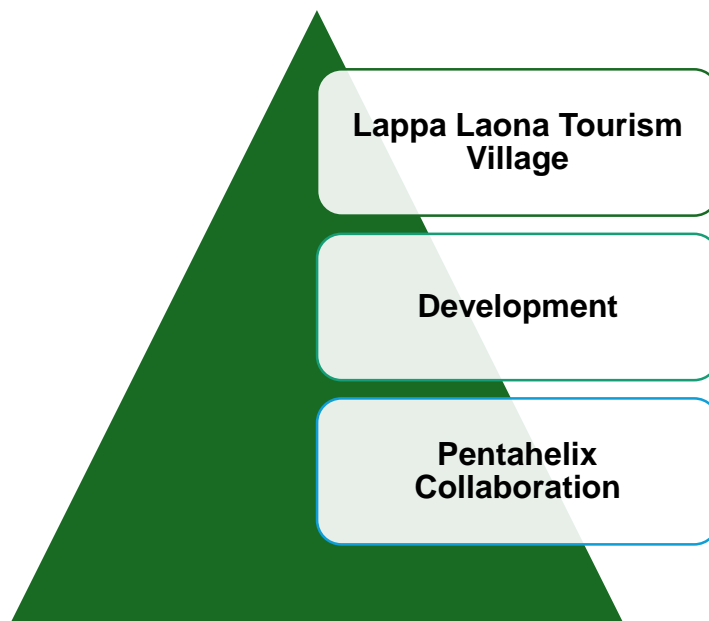 Lappa Laona Tourism
Village
Development
Pentahelix
Collaboration